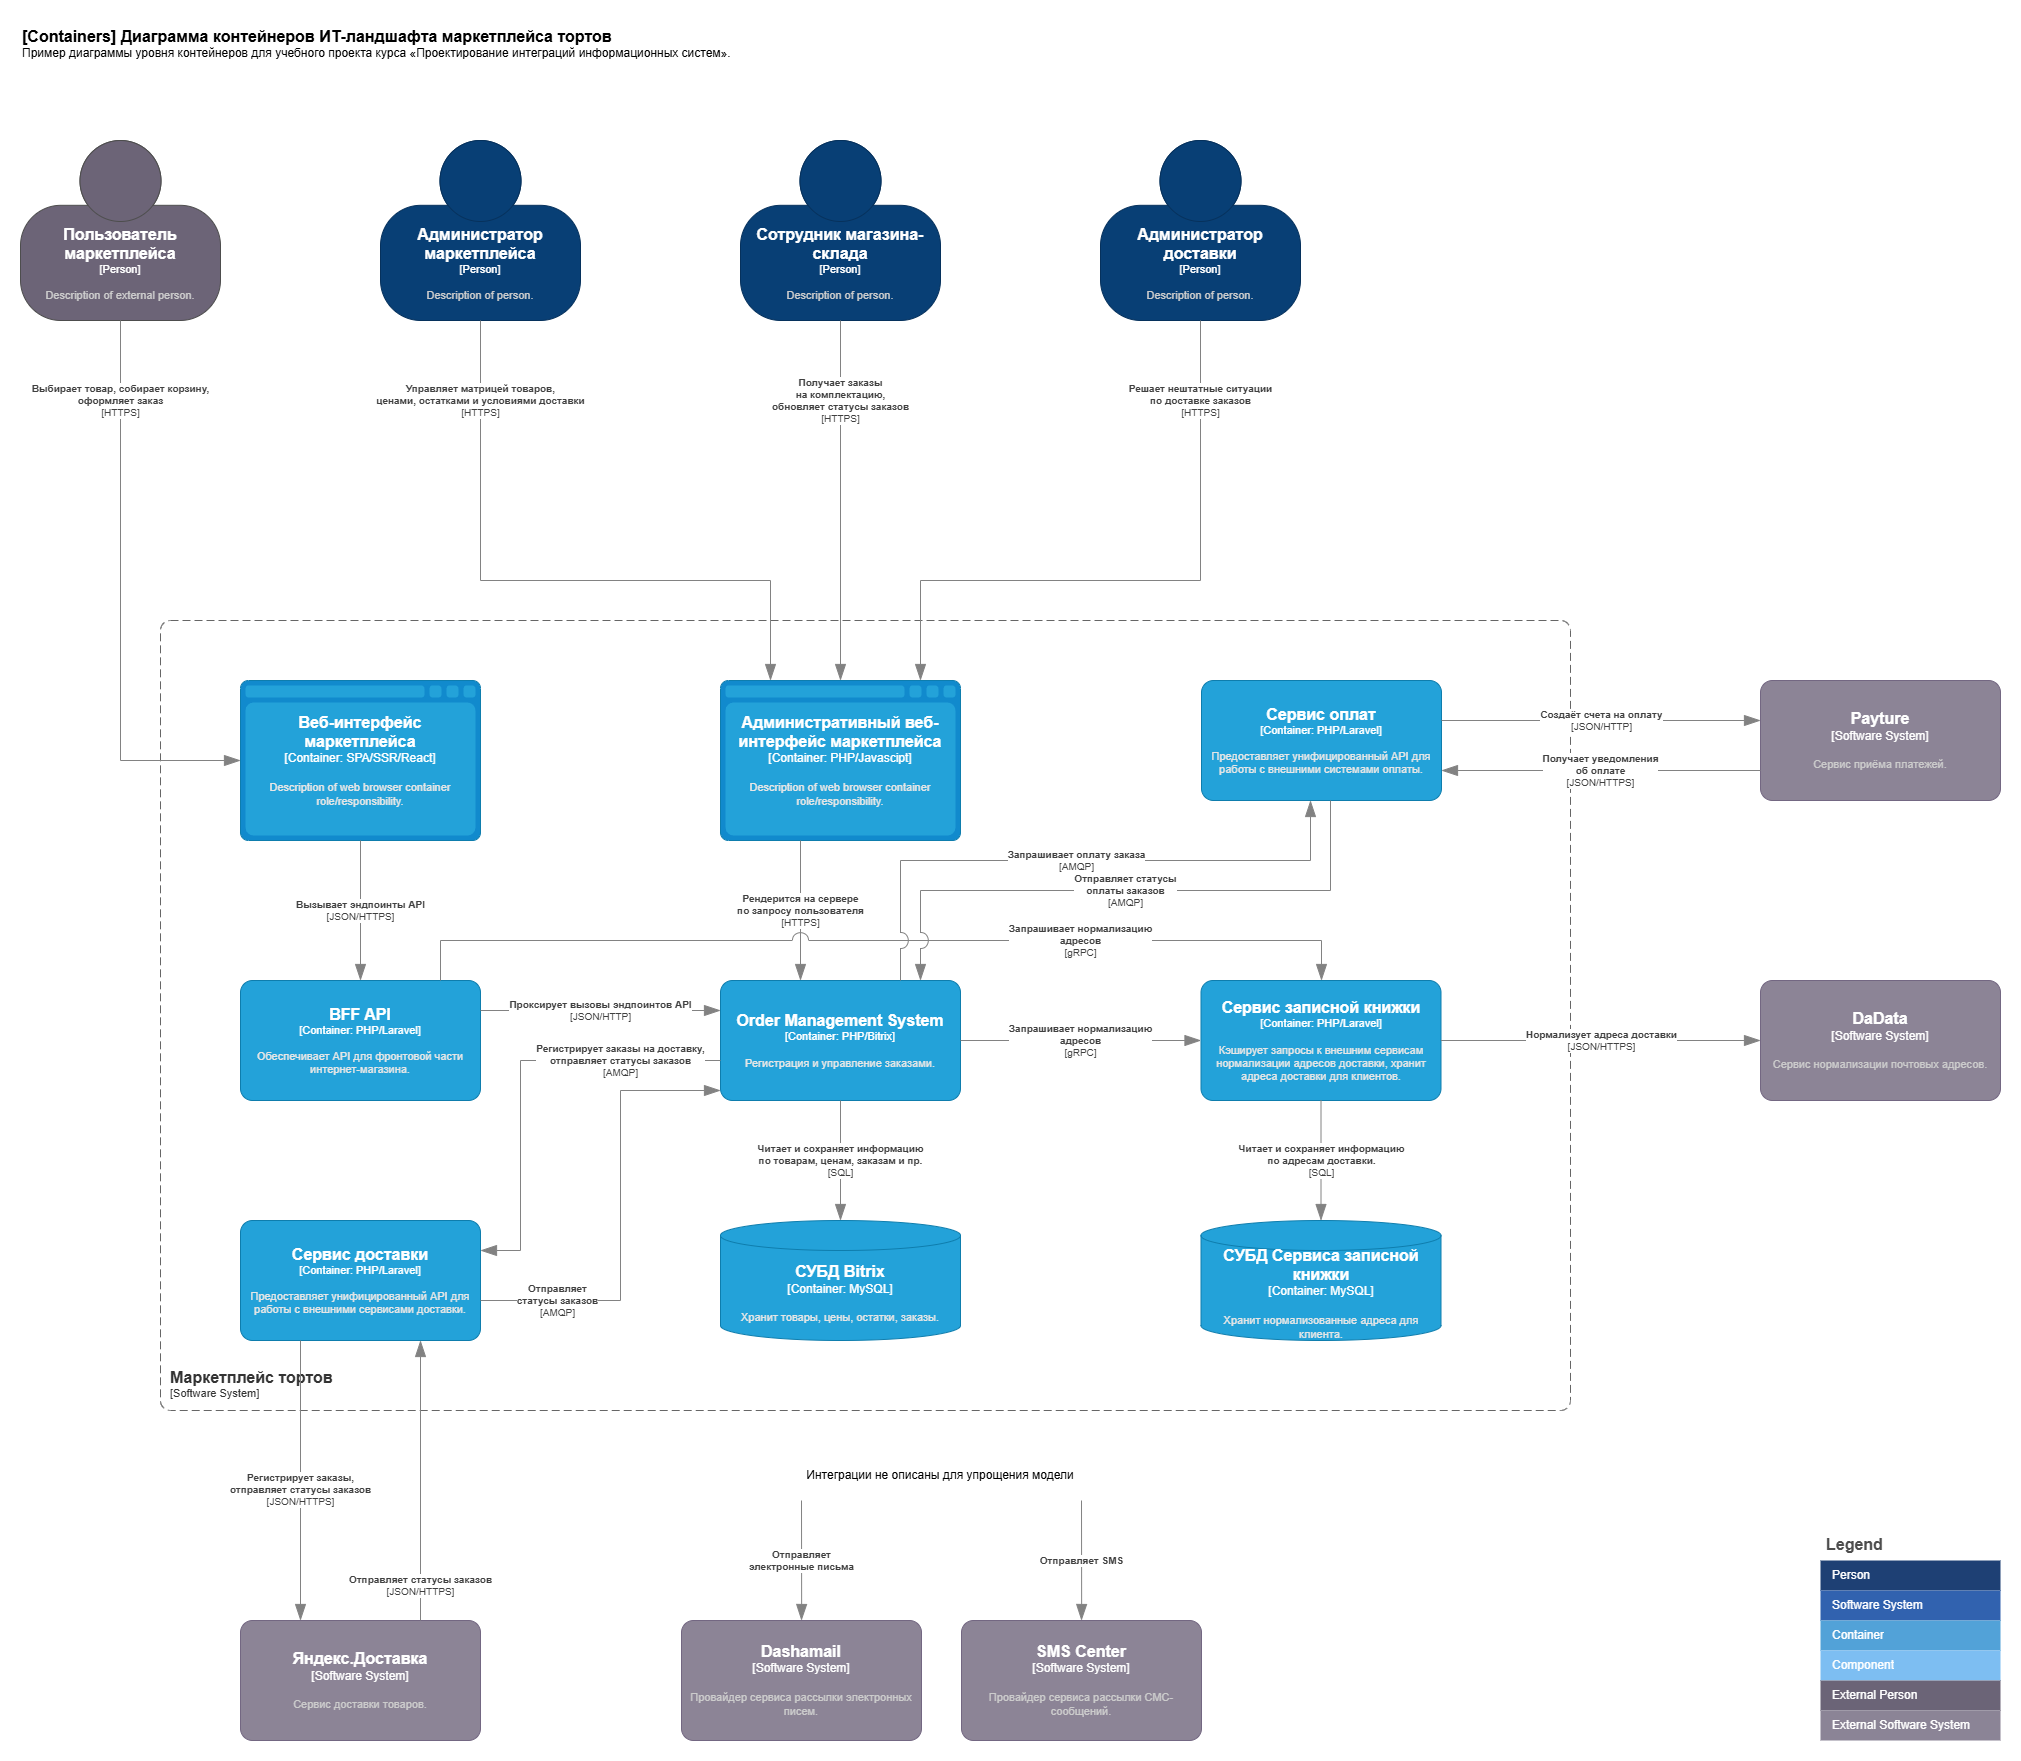 [Containers] Диаграмма контейнеров ИТ-ландшафта маркетплейса тортов
Пример диаграммы уровня контейнеров для учебного проекта курса «Проектирование интеграций информационных систем».
Пользователь
маркетплейса
[Person]
Description of external person.
Администратор
маркетплейса
[Person]
Description of person.
Сотрудник магазина-
склада
[Person]
Description of person.
Администратор
доставки
[Person]
Description of person.
Выбирает товар, собирает корзину,
оформляет заказ
[HTTPS]
Управляет матрицей товаров,
ценами, остатками и условиями доставки
[HTTPS]
Получает заказы
на комплектацию,
обновляет статусы заказов
[HTTPS]
Решает нештатные ситуации
по доставке заказов
[HTTPS]
Веб-интерфейс
маркетплейса
[Container: SPA/SSR/React]
Description of web browser container
role/responsibility.
Административный веб-
интерфейс маркетплейса
[Container: PHP/Javascipt]
Description of web browser container
role/responsibility.
Сервис оплат
[Container: PHP/Laravel]
Предоставляет унифицированный API для
работы с внешними системами оплаты.
Создаёт счета на оплату
[JSON/HTTP]
Получает уведомления
об оплате
[JSON/HTTPS]
Payture
[Software System]
Сервис приёма платежей.
Вызывает эндпоинты API
[JSON/HTTPS]
Рендерится на сервере
по запросу пользователя
[HTTPS]
Запрашивает оплату заказа
[AMQP]
Отправляет статусы
оплаты заказов
[AMQP]
Запрашивает нормализацию
адресов
[gRPC]
BFF API
[Container: PHP/Laravel]
Обеспечивает API для фронтовой части
интернет-магазина.
Проксирует вызовы эндпоинтов API
[JSON/HTTP]
Регистрирует заказы на доставку,
отправляет статусы заказов
[AMQP]
Order Management System
[Container: PHP/Bitrix]
Регистрация и управление заказами.
Запрашивает нормализацию
адресов
[gRPC]
Сервис записной книжки
[Container: PHP/Laravel]
Кэширует запросы к внешним сервисам
нормализации адресов доставки, хранит
адреса доставки для клиентов.
Нормализует адреса доставки
[JSON/HTTPS]
DaData
[Software System]
Сервис нормализации почтовых адресов.
Читает и сохраняет информацию
по товарам, ценам, заказам и пр.
[SQL]
Читает и сохраняет информацию
по адресам доставки.
[SQL]
Сервис доставки
[Container: PHP/Laravel]
Предоставляет унифицированный API для
работы с внешними сервисами доставки.
Отправляет
статусы заказов
[AMQP]
СУБД Bitrix
[Container: MySQL]
Хранит товары, цены, остатки, заказы.
СУБД Сервиса записной
книжки
[Container: MySQL]
Хранит нормализованные адреса для
клиента.
Маркетплейс тортов
[Software System]
Регистрирует заказы,
отправляет статусы заказов
[JSON/HTTPS]
Отправляет статусы заказов
[JSON/HTTPS]
Интеграции не описаны для упрощения модели
Отправляет
электронные письма
Отправляет SMS
Яндекс.Доставка
[Software System]
Сервис доставки товаров.
Dashamail
[Software System]
Провайдер сервиса рассылки электронных
писем.
SMS Center
[Software System]
Провайдер сервиса рассылки СМС-
сообщений.
Legend
Person
Software System
Container
Component
External Person
External Software System